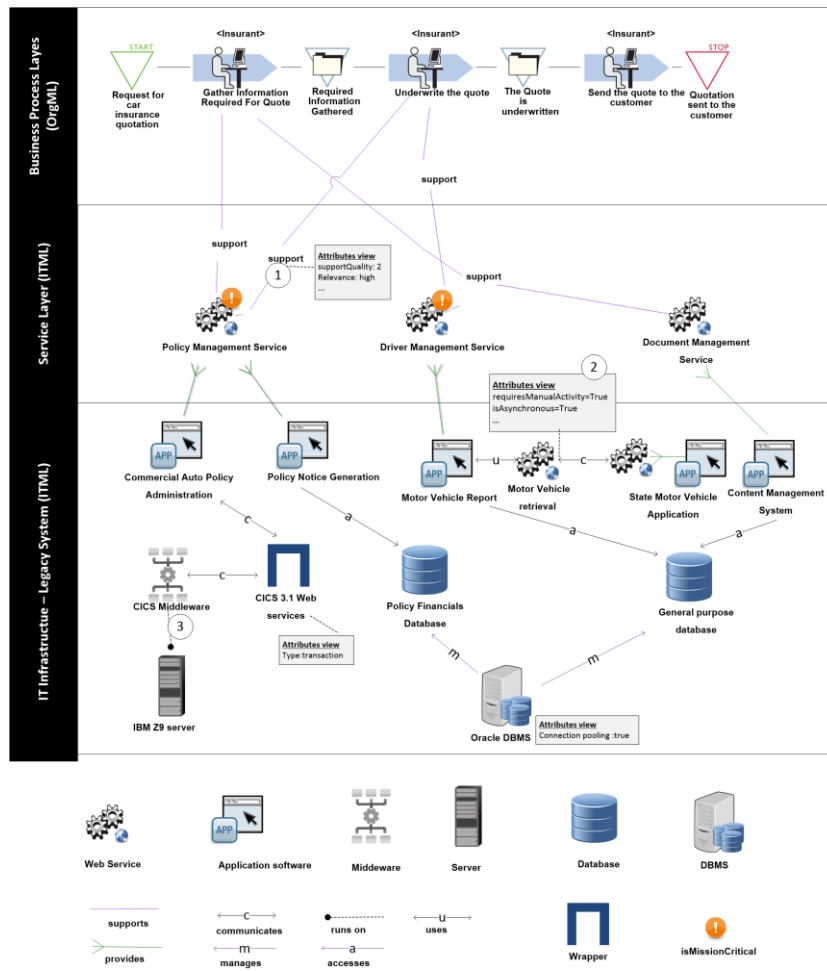 Business Process Layes
(OrgML)
START
Request for
car
insurance
quotation
<Insurant>
Gather Information
Required For Quote
Required
Information
Gathered
<Insurant>
Underwrite the quote
The Quote
is
underwritten
<Insurant>
Send the quote to the
customer
STOP
Quotation
sent to the
customer
support
Service Layer (ITML)
support
support
1
Attributes view
supportQuality: 2
Relevance: high
...
support
Policy Management Service
Driver Management Service
Document Management
Service
IT Infrastructue – Legacy System (ITML)
2
Attributes view
requiresManualActivity=True
isAsynchronous=True
...
APP
Commercial Auto Policy
Administration
APP
Policy Notice Generation
APP
Motor Vehicle Report
u
Motor Vehicle
retrieval
c
APP
State Motor Vehicle
Application
APP
Content Management
System
c
a
a
a
CICS Middleware
c
CICS 3.1 Web
services
Policy Financials
Database
General purpose
database
3
Attributes view
Type:transaction
m
m
IBM Z9 server
Oracle DBMS
Attributes view
Connection pooling :true
Web Service
APP
Application software
Middeware
Server
Database
DBMS
supports
c
communicates
runs on
u
uses
provides
m
manages
a
accesses
Wrapper
isMissionCritical